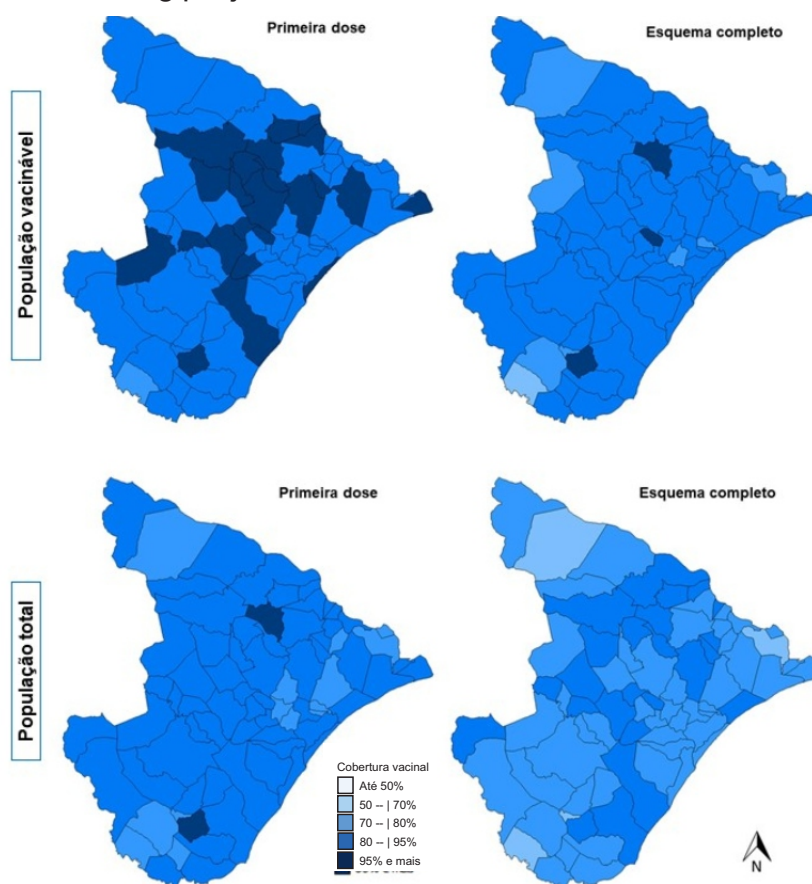 Primeira dose
Esquema completo
População vacinável
Primeira dose
Esquema completo
População total
Cobertura vacinal
Até 50%
50 -- | 70%
70 -- | 80%
80 -- | 95%
95% e mais
N